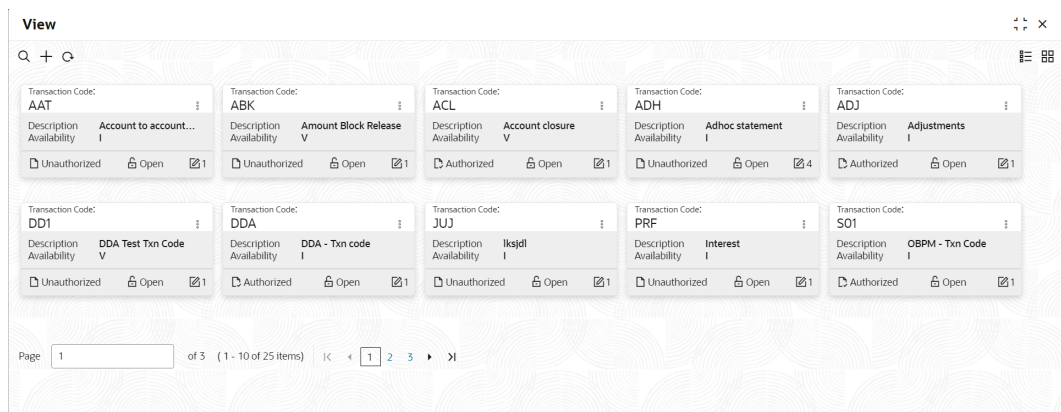 View
Transaction Code:
AAT
Description Account to account...
Availability I
Unauthorized Open 1
Transaction Code:
ABK
Description Amount Block Release
Availability V
Unauthorized Open 1
Transaction Code:
ACL
Description Account closure
Availability V
Authorized Open 1
Transaction Code:
ADH
Description Adhoc statement
Availability I
Unauthorized Open 4
Transaction Code:
ADJ
Description Adjustments
Availability I
Authorized Open 1
Transaction Code:
DD1
Description DDA Test Txn Code
Availability V
Unauthorized Open 1
Transaction Code:
DDA
Description DDA - Txn code
Availability I
Authorized Open 1
Transaction Code:
JUJ
Description lksjdl
Availability I
Unauthorized Open 1
Transaction Code:
PRF
Description Interest
Availability I
Unauthorized Open 1
Transaction Code:
S01
Description OBPM - Txn Code
Availability I
Authorized Open 1
Page 1 of 3 ( 1 - 10 of 25 items) 1 2 3